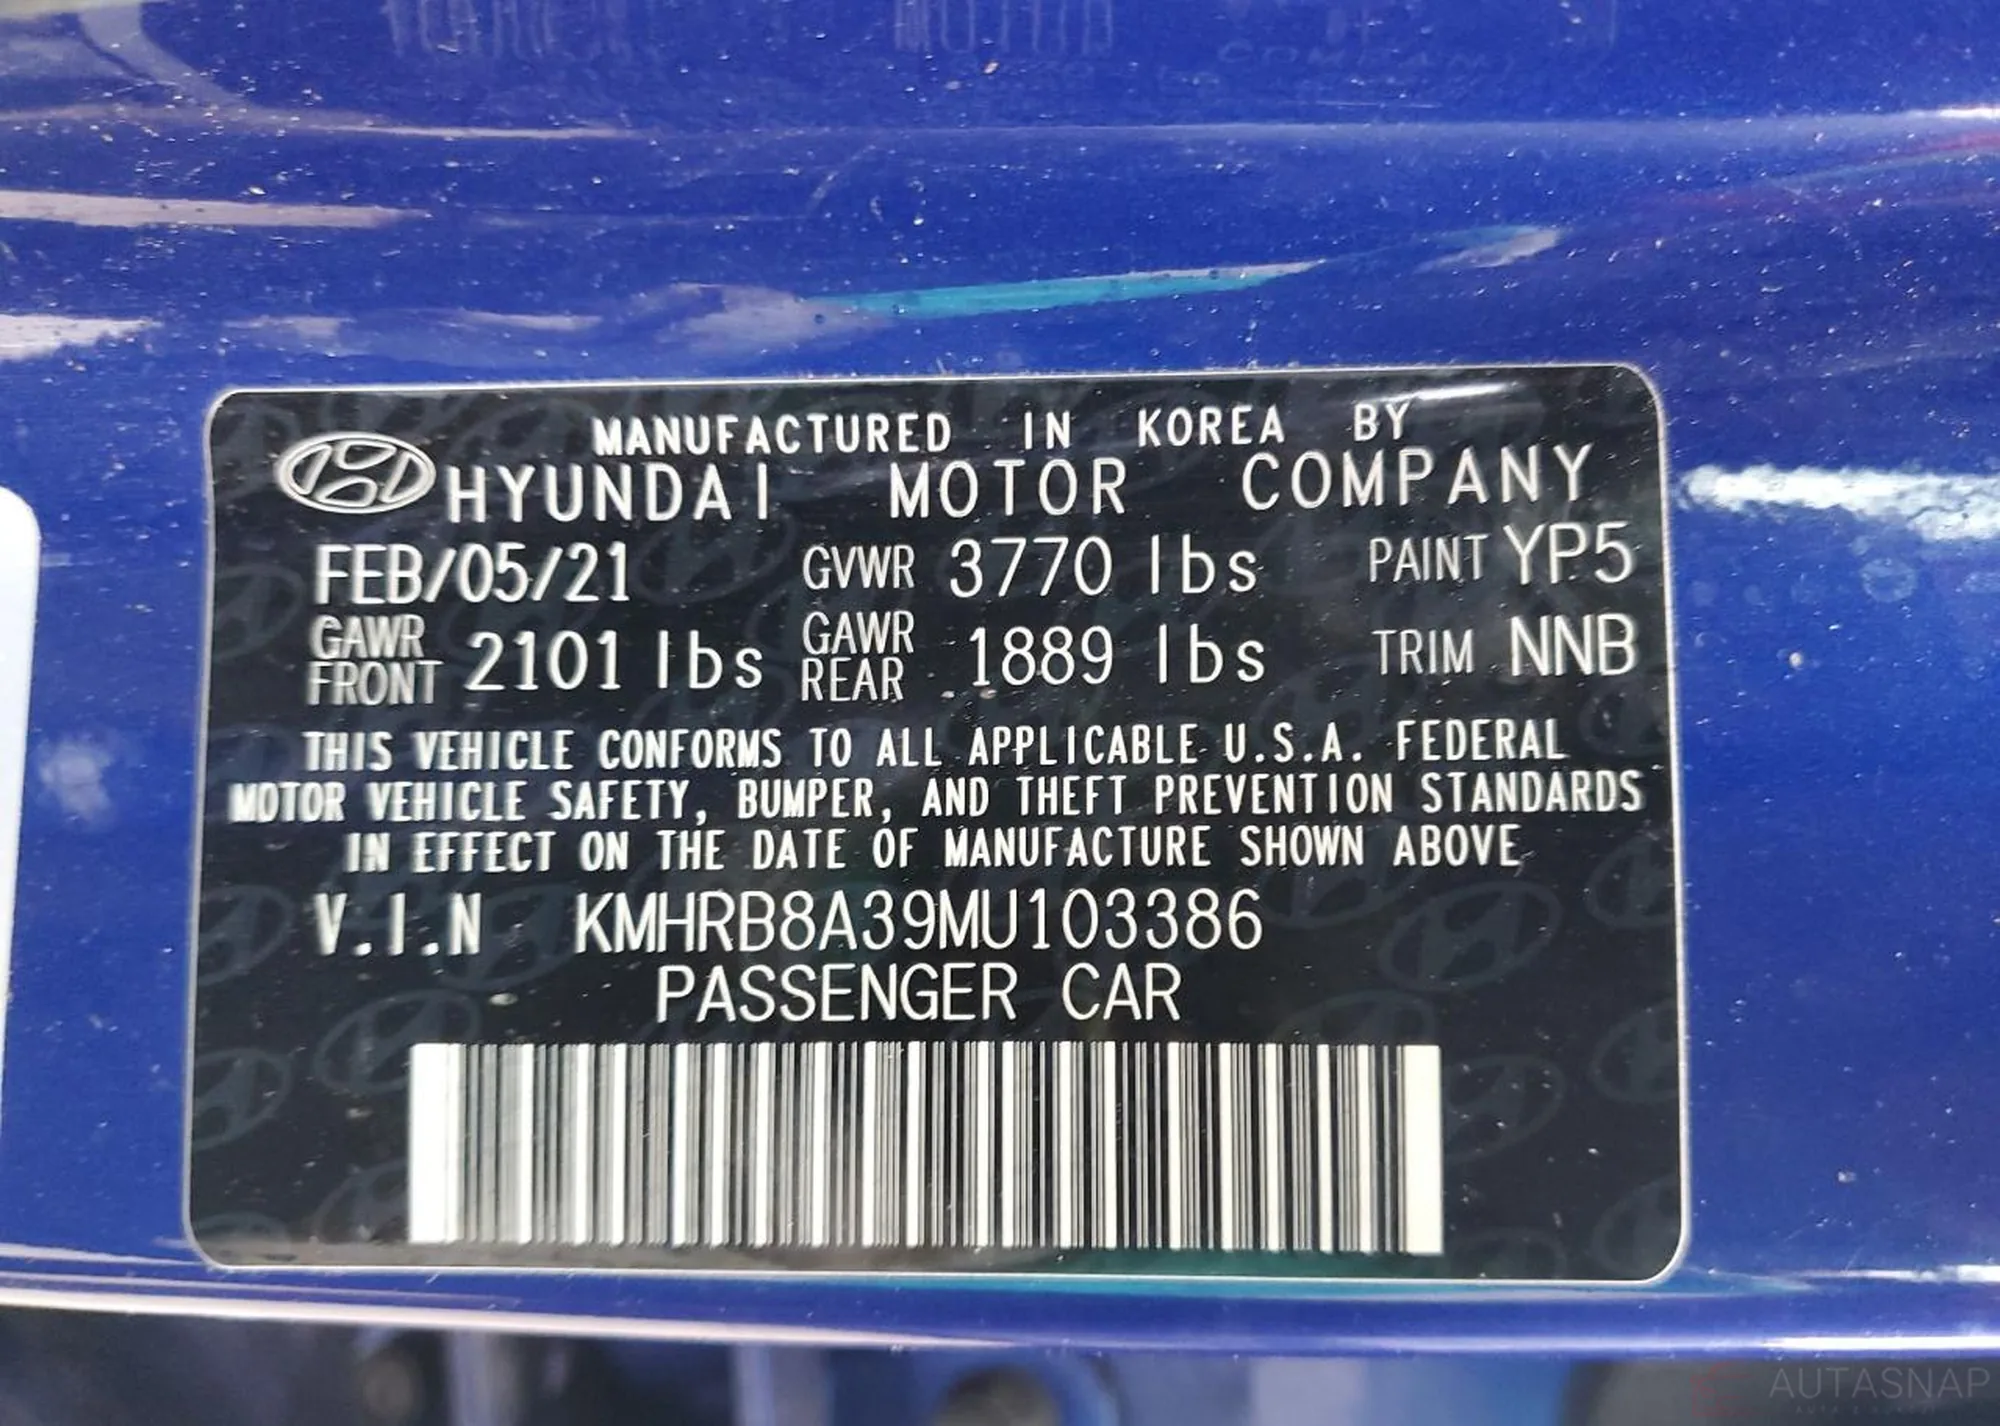 MANUFACTURED IN KOREA BY
HYUNDAI MOTOR COMPANY
FEB/05/21 GVWR 3770 lbs PAINT YP5
GAWR FRONT 2101 lbs GAWR REAR 1889 lbs TRIM NNB
THIS VEHICLE CONFORMS TO ALL APPLICABLE U.S.A. FEDERAL
MOTOR VEHICLE SAFETY, BUMPER, AND THEFT PREVENTION STANDARDS
IN EFFECT ON THE DATE OF MANUFACTURE SHOWN ABOVE
V.I.N KMHRB8A39MU103386
PASSENGER CAR
AUTASNAP